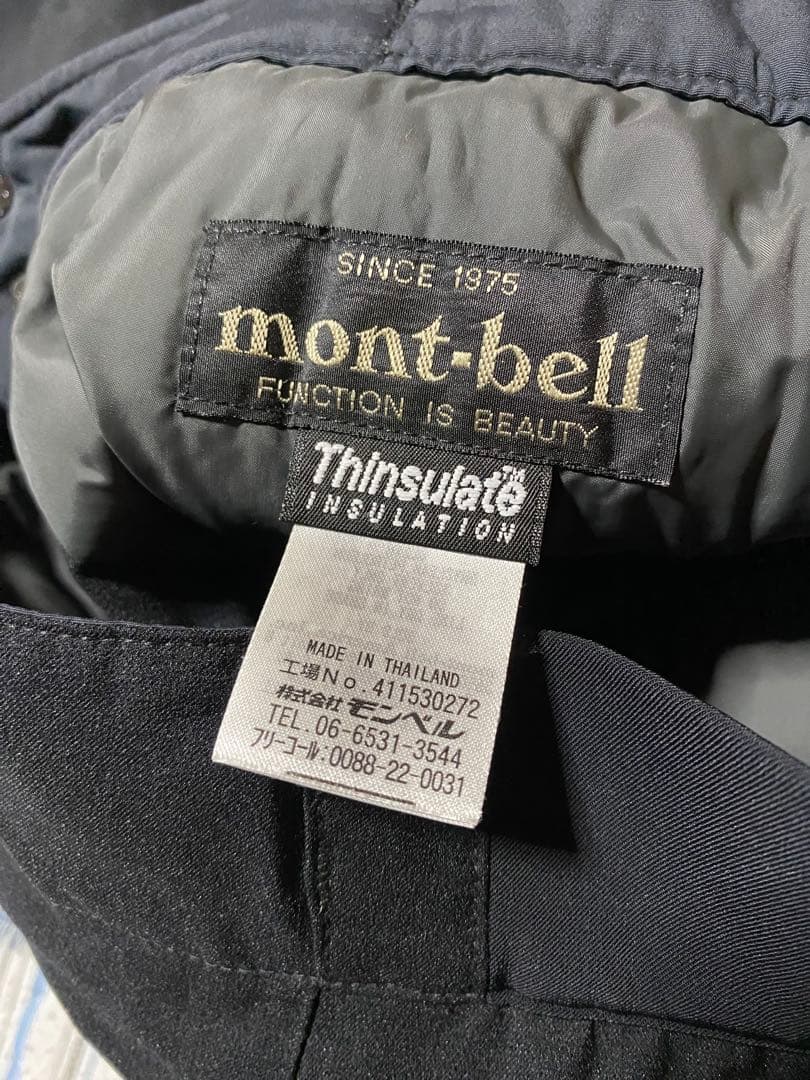 SINCE 1975
mont-bell
FUNCTION IS BEAUTY
Thinsulate™
INSULATION
MADE IN THAILAND
工場No.411530272
株式会社 モンベル
TEL.06-6531-3544
フリーコール:0088-22-0031